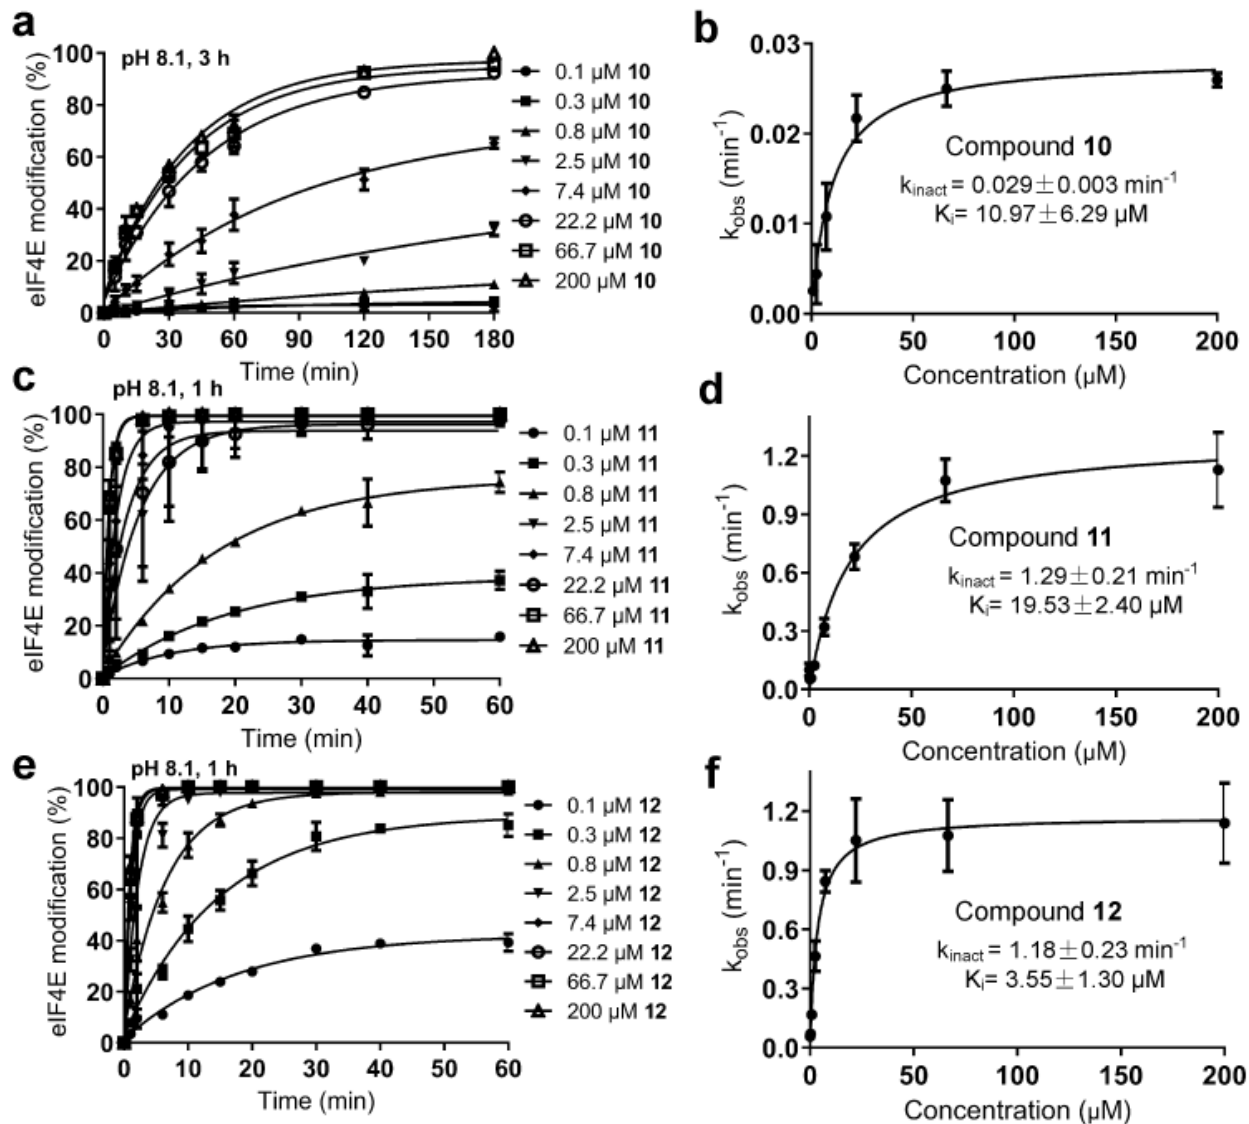 a
pH 8.1, 3 h
eIF4E modification (%)
100
80
60
40
20
0
0 30 60 90 120 150 180
Time (min)
0.1 µM 10
0.3 µM 10
0.8 µM 10
2.5 µM 10
7.4 µM 10
22.2 µM 10
66.7 µM 10
200 µM 10
b
kobs (min-1)
0.03
0.02
0.01
0.00
0 50 100 150 200
Concentration (µM)
Compound 10
kinact = 0.029±0.003 min-1
Ki= 10.97±6.29 µM
c
pH 8.1, 1 h
eIF4E modification (%)
100
80
60
40
20
0
0 10 20 30 40 50 60
Time (min)
0.1 µM 11
0.3 µM 11
0.8 µM 11
2.5 µM 11
7.4 µM 11
22.2 µM 11
66.7 µM 11
200 µM 11
d
kobs (min-1)
1.2
0.9
0.6
0.3
0.0
0 50 100 150 200
Concentration (µM)
Compound 11
kinact = 1.29±0.21 min-1
Ki= 19.53±2.40 µM
e
pH 8.1, 1 h
eIF4E modification (%)
100
80
60
40
20
0
0 10 20 30 40 50 60
Time (min)
0.1 µM 12
0.3 µM 12
0.8 µM 12
2.5 µM 12
7.4 µM 12
22.2 µM 12
66.7 µM 12
200 µM 12
f
kobs (min-1)
1.2
0.9
0.6
0.3
0.0
0 50 100 150 200
Concentration (µM)
Compound 12
kinact = 1.18±0.23 min-1
Ki= 3.55±1.30 µM